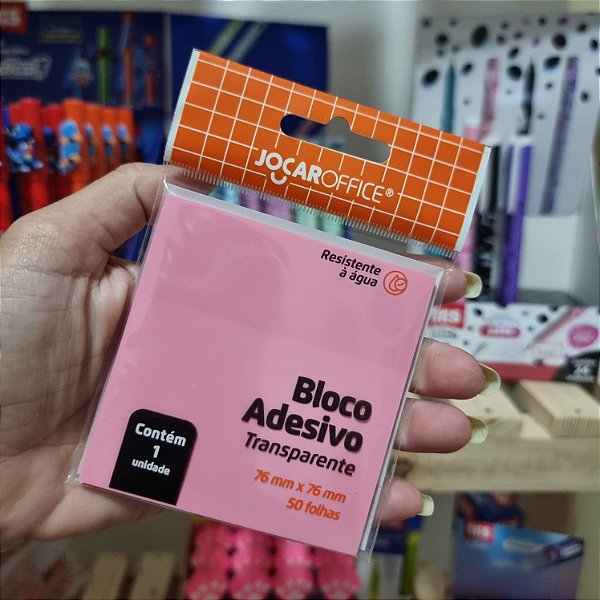 JOCAROFFICE®
Resistente
à água
Bloco
Adesivo
Transparente
76 mm x 76 mm
50 folhas
Contém
1
unidade